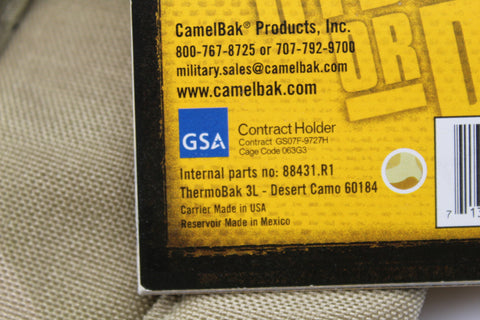 CamelBak® Products, Inc.
800-767-8725 or 707-792-9700
military.sales@camelbak.com
www.camelbak.com
OR
GSA
Contract Holder
Contract GS07F-9727H
Cage Code 063G3
Internal parts no: 88431.R1
ThermoBak 3L - Desert Camo 60184
Carrier Made in USA
Reservoir Made in Mexico
7